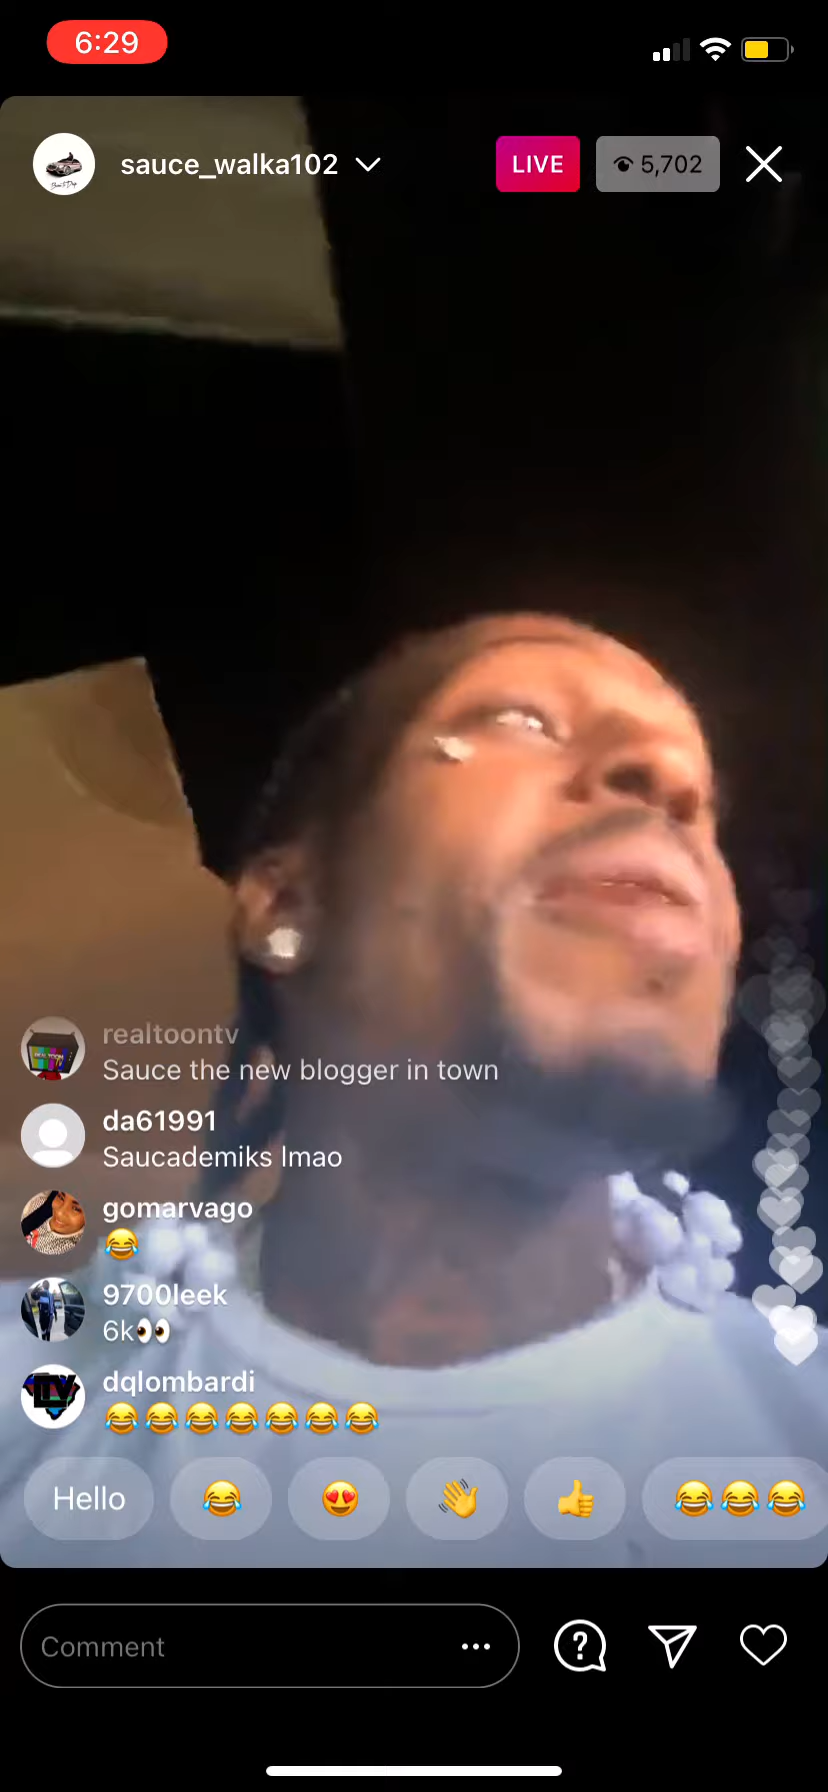 6:29
sauce_walka102
LIVE
5,702
realtoontv
Sauce the new blogger in town
da61991
Saucademiks lmao
gomarvago
😂
9700leek
6k👀
dqlombardi
😂😂😂😂😂😂😂
Hello 😂 😍 👋 👍 😂😂😂
Comment